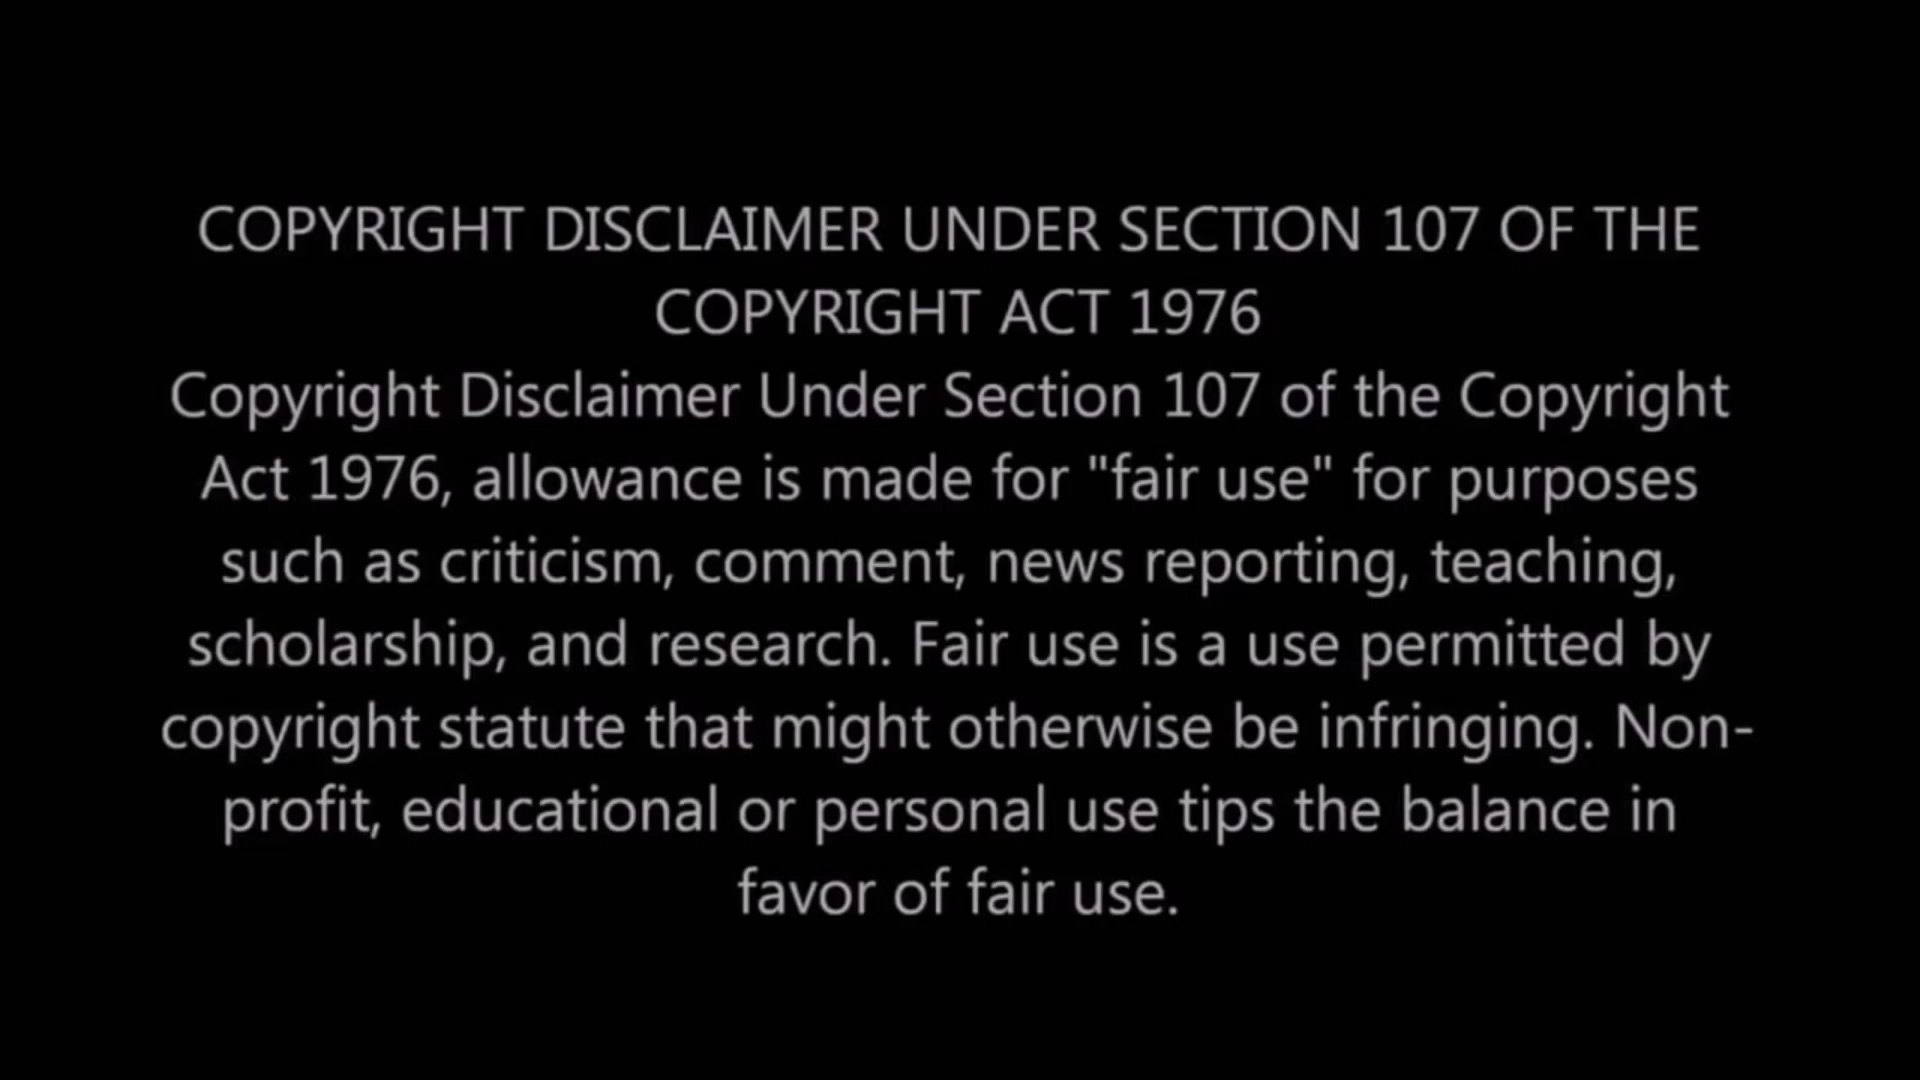 COPYRIGHT DISCLAIMER UNDER SECTION 107 OF THE
COPYRIGHT ACT 1976
Copyright Disclaimer Under Section 107 of the Copyright
Act 1976, allowance is made for "fair use" for purposes
such as criticism, comment, news reporting, teaching,
scholarship, and research. Fair use is a use permitted by
copyright statute that might otherwise be infringing. Non-
profit, educational or personal use tips the balance in
favor of fair use.